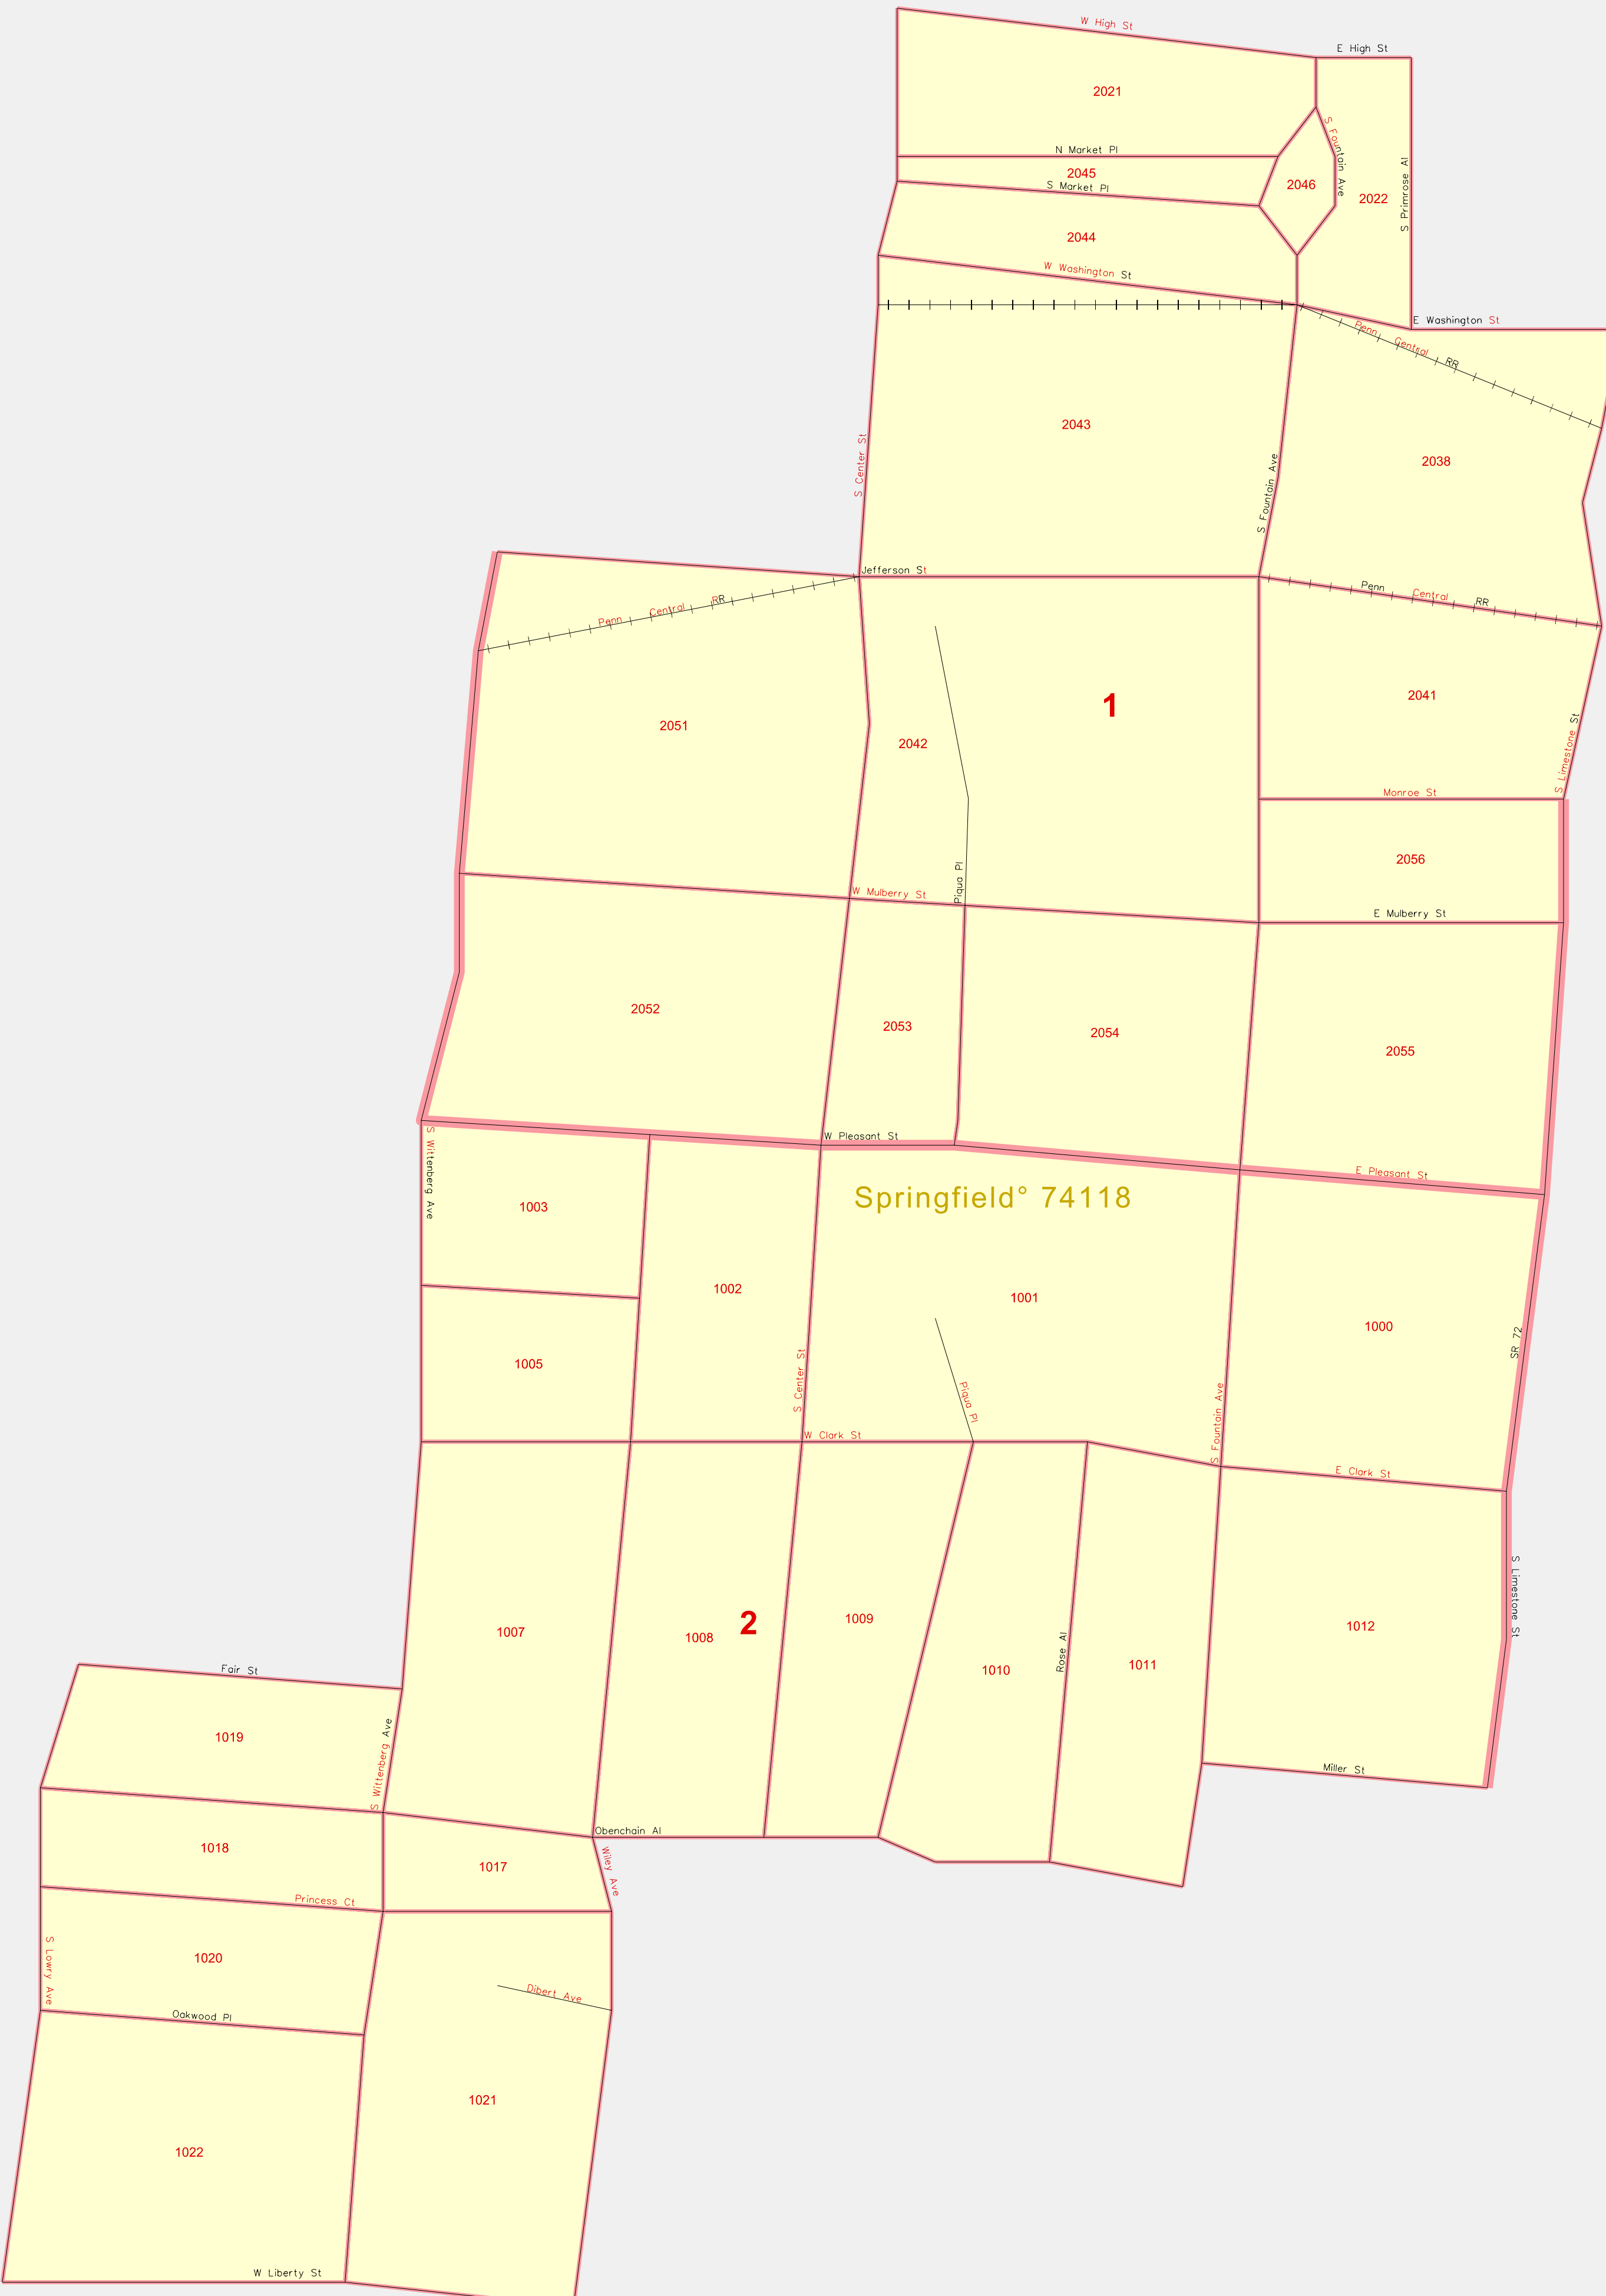 W High St
E High St
2021
S Fountain Ave
N Market Pl
2045
S Market Pl
2046
2022
S Primrose Al
2044
W Washington St
E Washington St
Penn Central RR
2043
S Center St
S Fountain Ave
2038
Jefferson St
Penn Central RR
Penn Central RR
2051
2042
1
2041
S Limestone St
Monroe St
2056
W Mulberry St
Piqua Pl
E Mulberry St
2052
2053
2054
2055
W Pleasant St
E Pleasant St
S Wittenberg Ave
Springfield° 74118
1003
1002
1001
1000
SR 72
1005
S Center St
Piqua Pl
S Fountain Ave
W Clark St
E Clark St
S Limestone St
1007
1008
2
1009
1010
Rose Al
1011
1012
Fair St
1019
S Wittenberg Ave
Miller St
Obenchain Al
1018
1017
Wiley Ave
Princess Ct
S Lowry Ave
1020
Dibert Ave
Oakwood Pl
1021
1022
W Liberty St